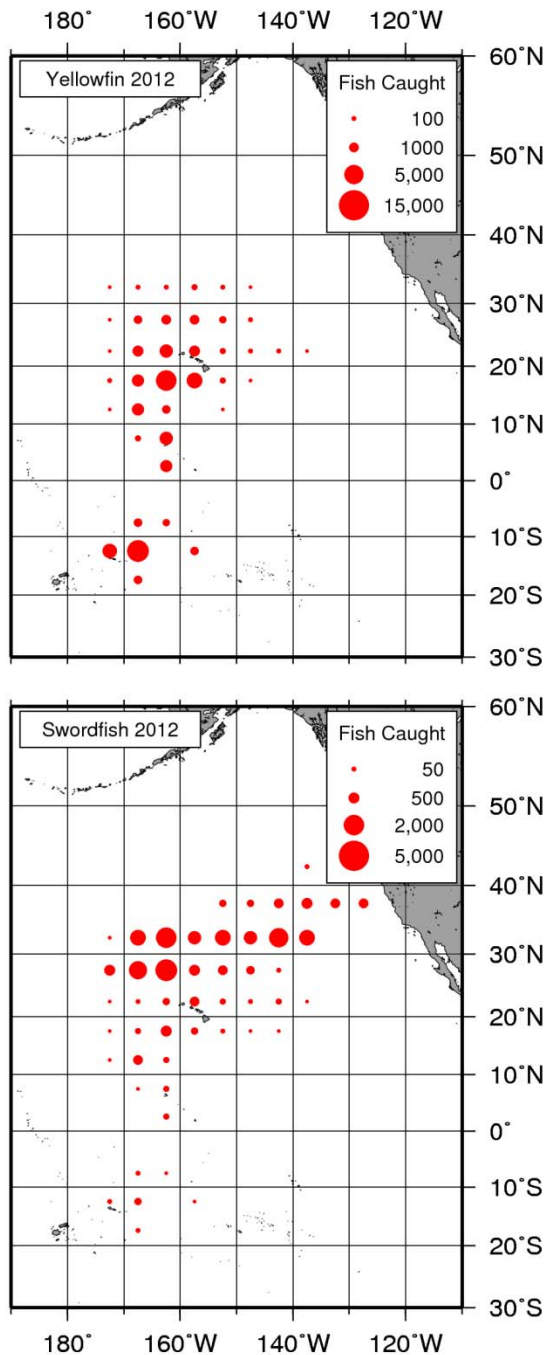 180˚ 160˚W 140˚W 120˚W
Yellowfin 2012
Fish Caught
100
1000
5,000
15,000
60˚N
50˚N
40˚N
30˚N
20˚N
10˚N
0˚
10˚S
20˚S
30˚S
Swordfish 2012
Fish Caught
50
500
2,000
5,000
60˚N
50˚N
40˚N
30˚N
20˚N
10˚N
0˚
10˚S
20˚S
30˚S
180˚ 160˚W 140˚W 120˚W